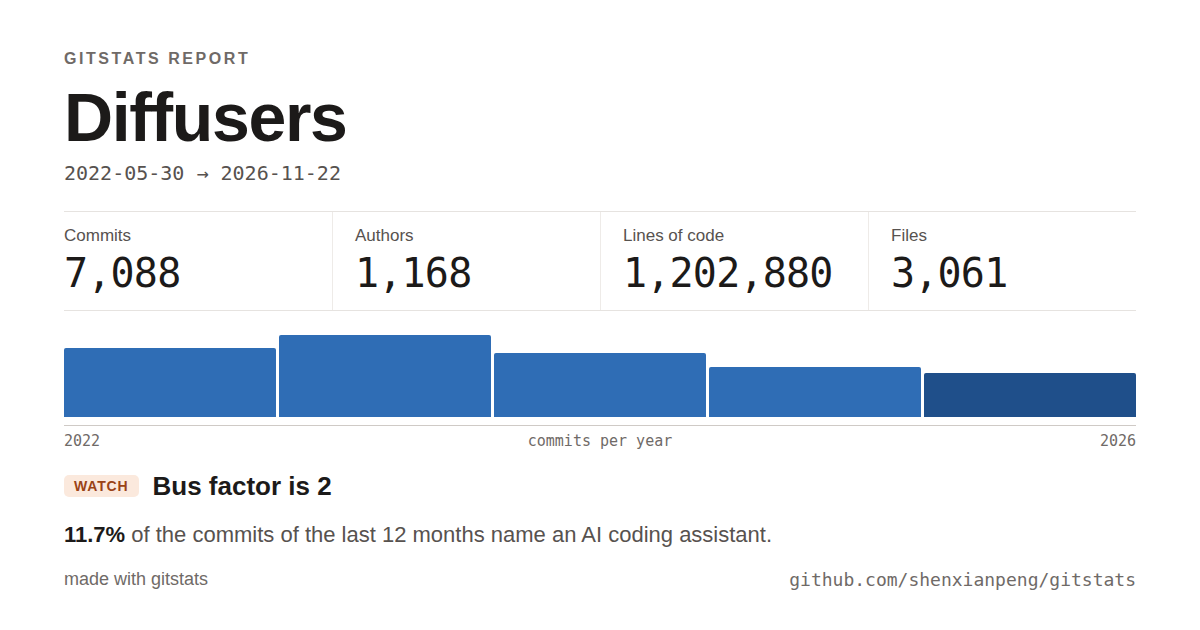 GITSTATS REPORT
Diffusers
2022-05-30 → 2026-11-22
Commits
7,088
Authors
1,168
Lines of code
1,202,880
Files
3,061
2022
commits per year
2026
WATCH Bus factor is 2
11.7% of the commits of the last 12 months name an AI coding assistant.
made with gitstats
github.com/shenxianpeng/gitstats